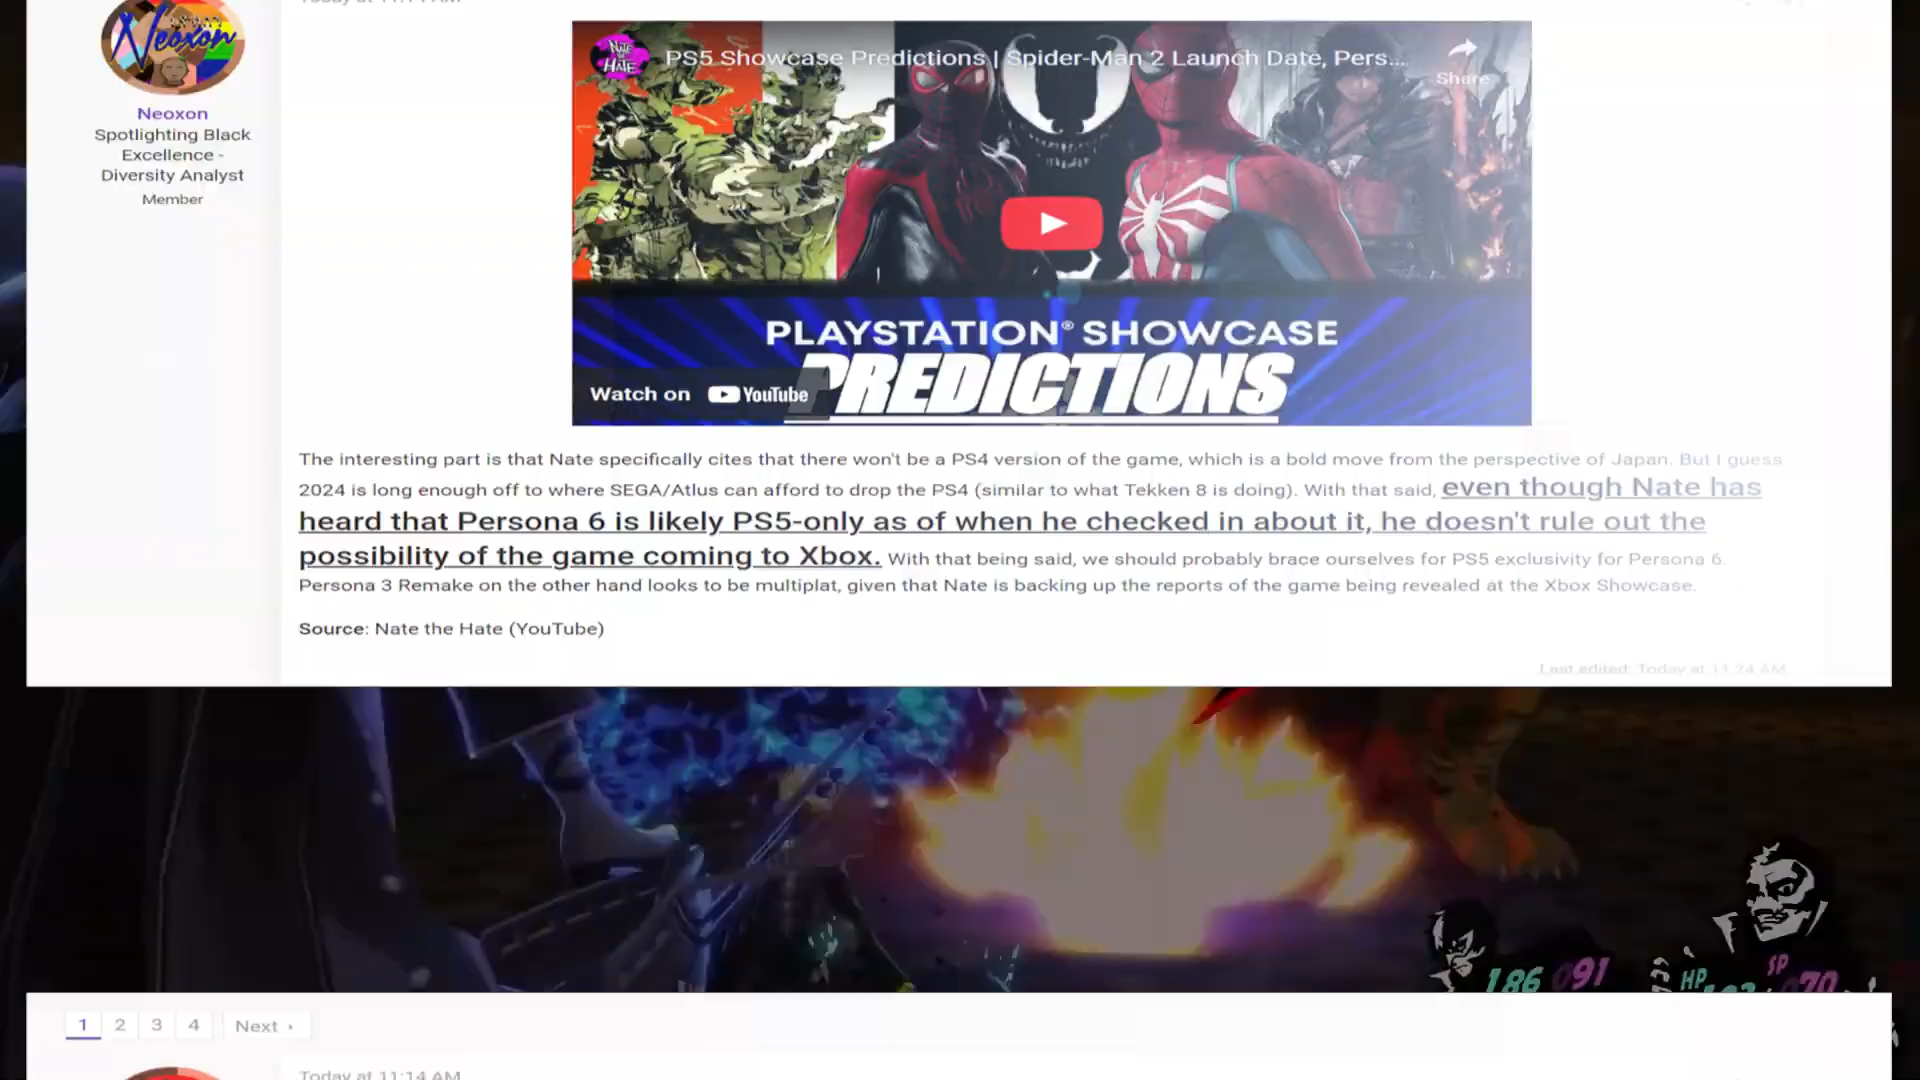 Neoxon
Neoxon
Spotlighting Black
Excellence -
Diversity Analyst
Member
NATE
HATE
PS5 Showcase Predictions | Spider-Man 2 Launch Date, Pers...
Share
PLAYSTATION® SHOWCASE
PREDICTIONS
Watch on YouTube
The interesting part is that Nate specifically cites that there won't be a PS4 version of the game, which is a bold move from the perspective of Japan. But I guess
2024 is long enough off to where SEGA/Atlus can afford to drop the PS4 (similar to what Tekken 8 is doing). With that said, even though Nate has
heard that Persona 6 is likely PS5-only as of when he checked in about it, he doesn't rule out the
possibility of the game coming to Xbox. With that being said, we should probably brace ourselves for PS5 exclusivity for Persona 6.
Persona 3 Remake on the other hand looks to be multiplat, given that Nate is backing up the reports of the game being revealed at the Xbox Showcase.
Source: Nate the Hate (YouTube)
Last edited: Today at 11:24 AM
186 091
HP
SP
1 2 3 4 Next ›
Today at 11:14 AM